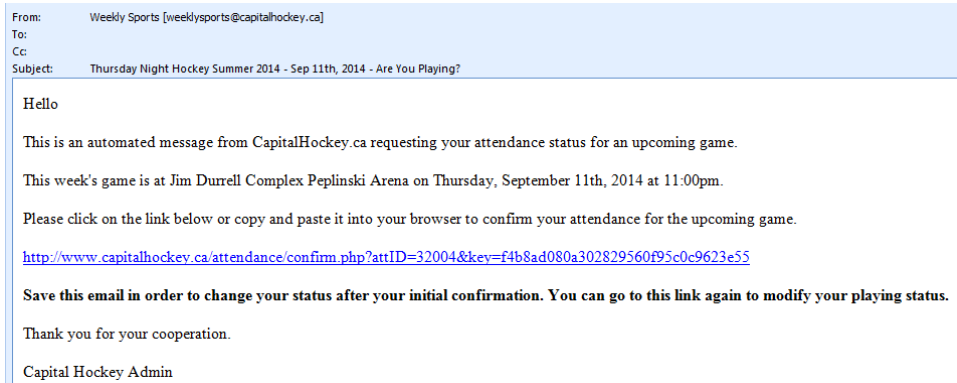 From: Weekly Sports [weeklysports@capitalhockey.ca]
To:
Cc:
Subject: Thursday Night Hockey Summer 2014 - Sep 11th, 2014 - Are You Playing?
Hello
This is an automated message from CapitalHockey.ca requesting your attendance status for an upcoming game.
This week's game is at Jim Durrell Complex Peplinski Arena on Thursday, September 11th, 2014 at 11:00pm.
Please click on the link below or copy and paste it into your browser to confirm your attendance for the upcoming game.
http://www.capitalhockey.ca/attendance/confirm.php?attID=32004&key=f4b8ad080a302829560f95c0c9623e55
Save this email in order to change your status after your initial confirmation. You can go to this link again to modify your playing status.
Thank you for your cooperation.
Capital Hockey Admin